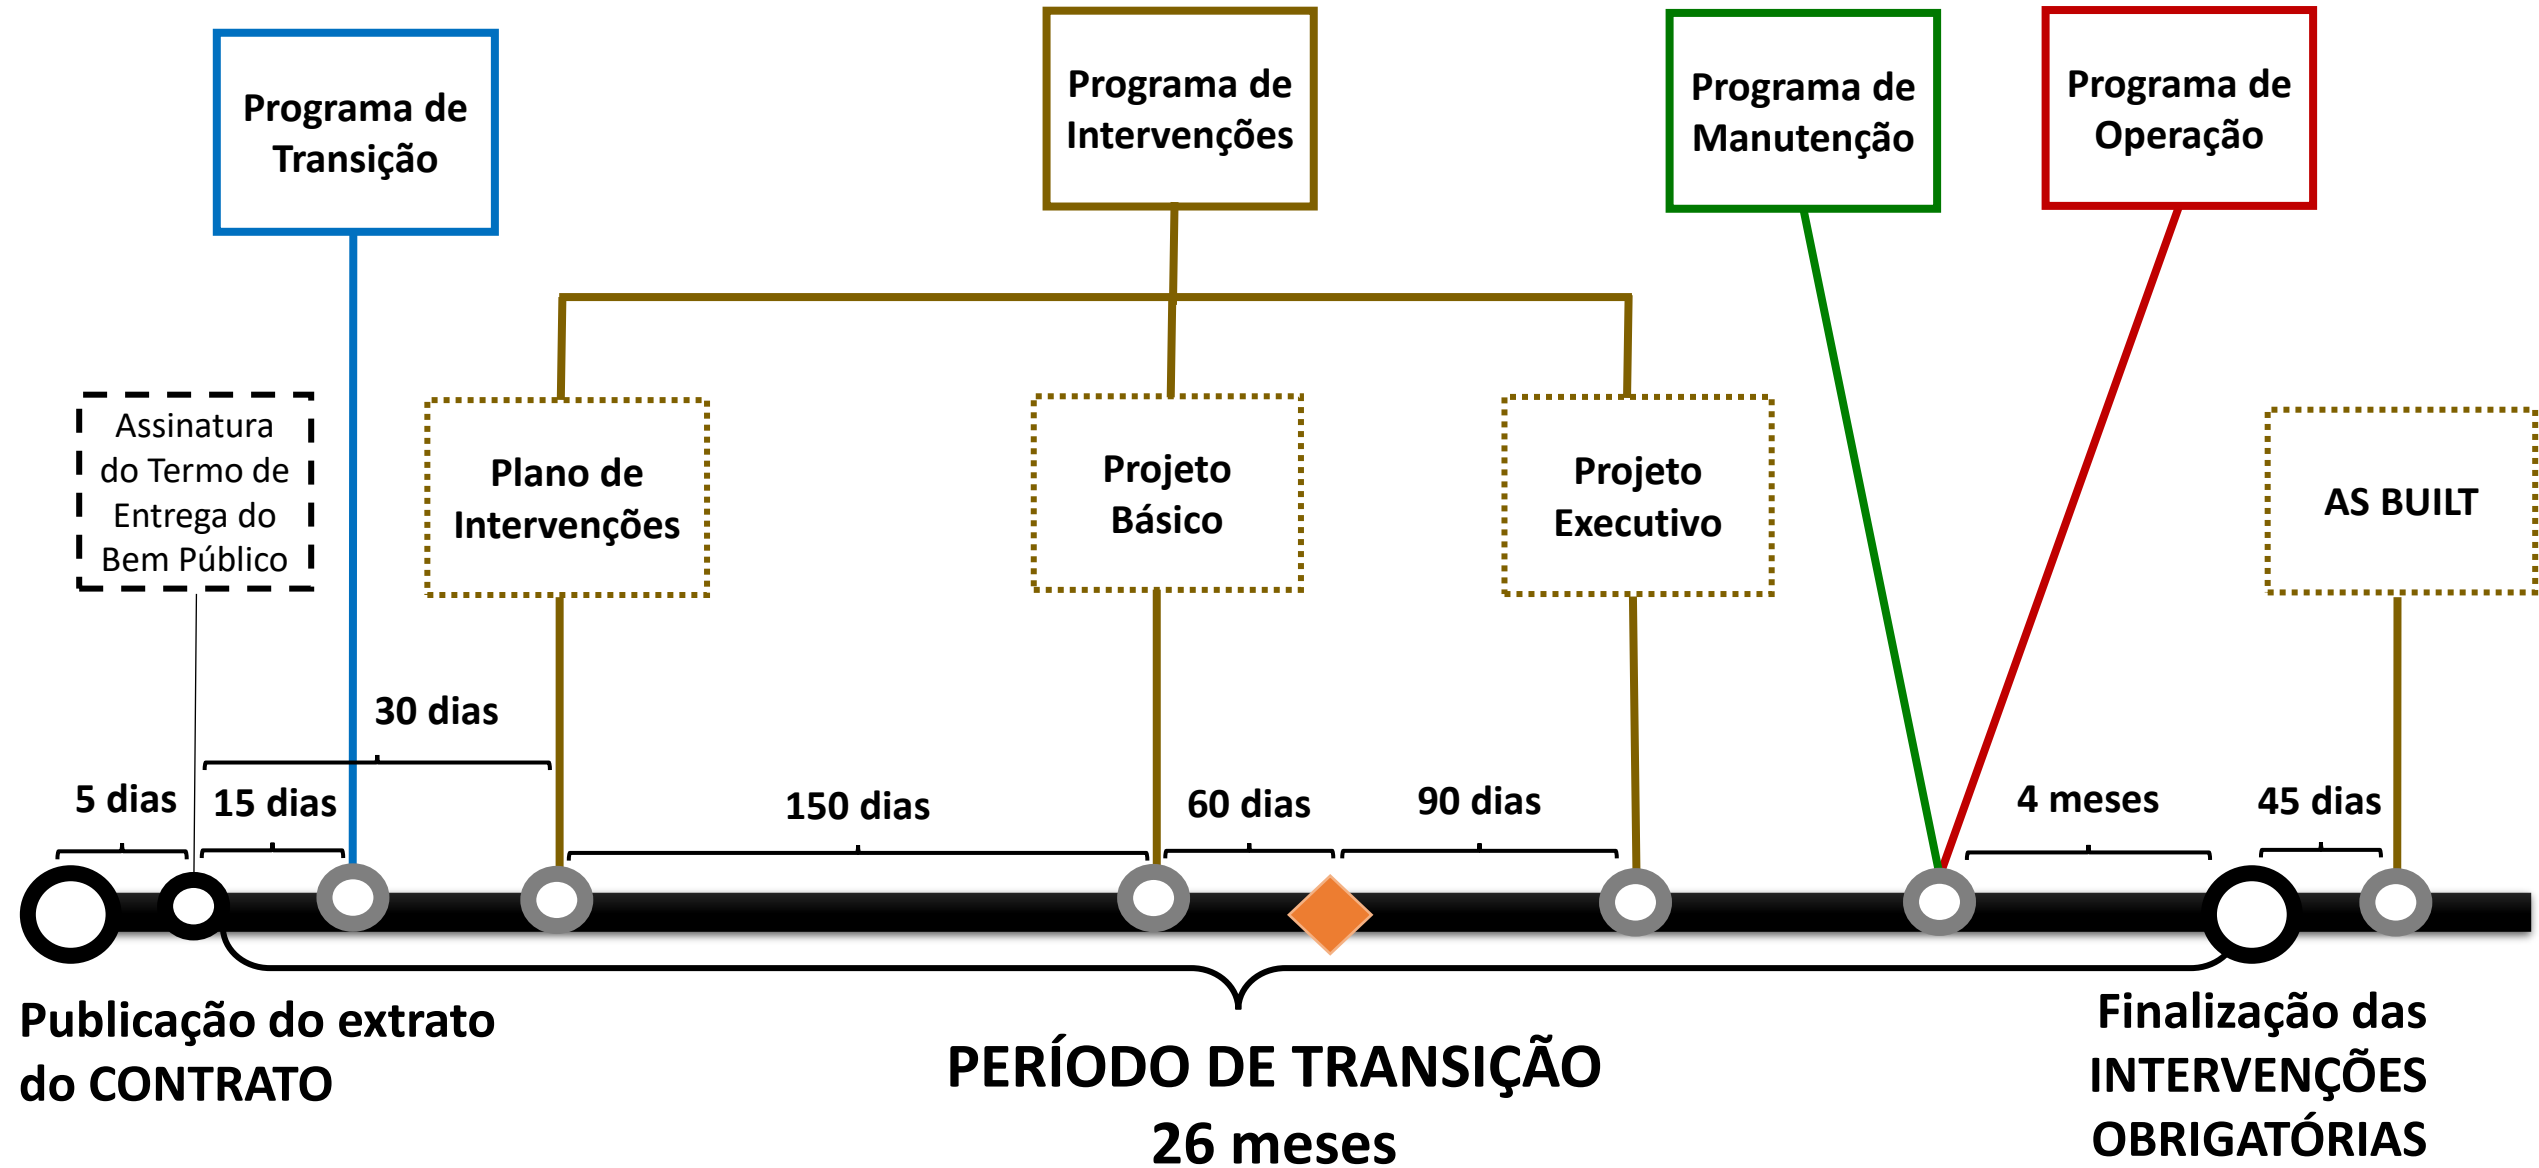 Programa de
Transição
Programa de
Intervenções
Programa de
Manutenção
Programa de
Operação
Assinatura
do Termo de
Entrega do
Bem Público
Plano de
Intervenções
Projeto
Básico
Projeto
Executivo
AS BUILT
30 dias
5 dias
15 dias
150 dias
60 dias
90 dias
4 meses
45 dias
Publicação do extrato
do CONTRATO
PERÍODO DE TRANSIÇÃO
26 meses
Finalização das
INTERVENÇÕES
OBRIGATÓRIAS